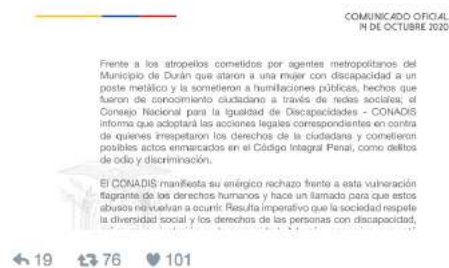 COMUNICADO OFICIAL
14 DE OCTUBRE 2020
Frente a los atropellos cometidos por agentes metropolitanos del
Municipio de Durán que ataron a una mujer con discapacidad a un
poste metálico y la sometieron a humillaciones públicas, hechos que
fueron de conocimiento ciudadano a través de redes sociales; el
Consejo Nacional para la Igualdad de Discapacidades - CONADIS
informa que adoptará las acciones legales correspondientes en contra
de quienes irrespetaron los derechos de la ciudadana y cometieron
posibles actos enmarcados en el Código Integral Penal, como delitos
de odio y discriminación.
El CONADIS manifiesta su enérgico rechazo frente a esta vulneración
flagrante de los derechos humanos y hace un llamado para que estos
abusos no vuelvan a ocurrir. Resulta imperativo que la sociedad respete
la diversidad social y los derechos de las personas con discapacidad,
19 76 101